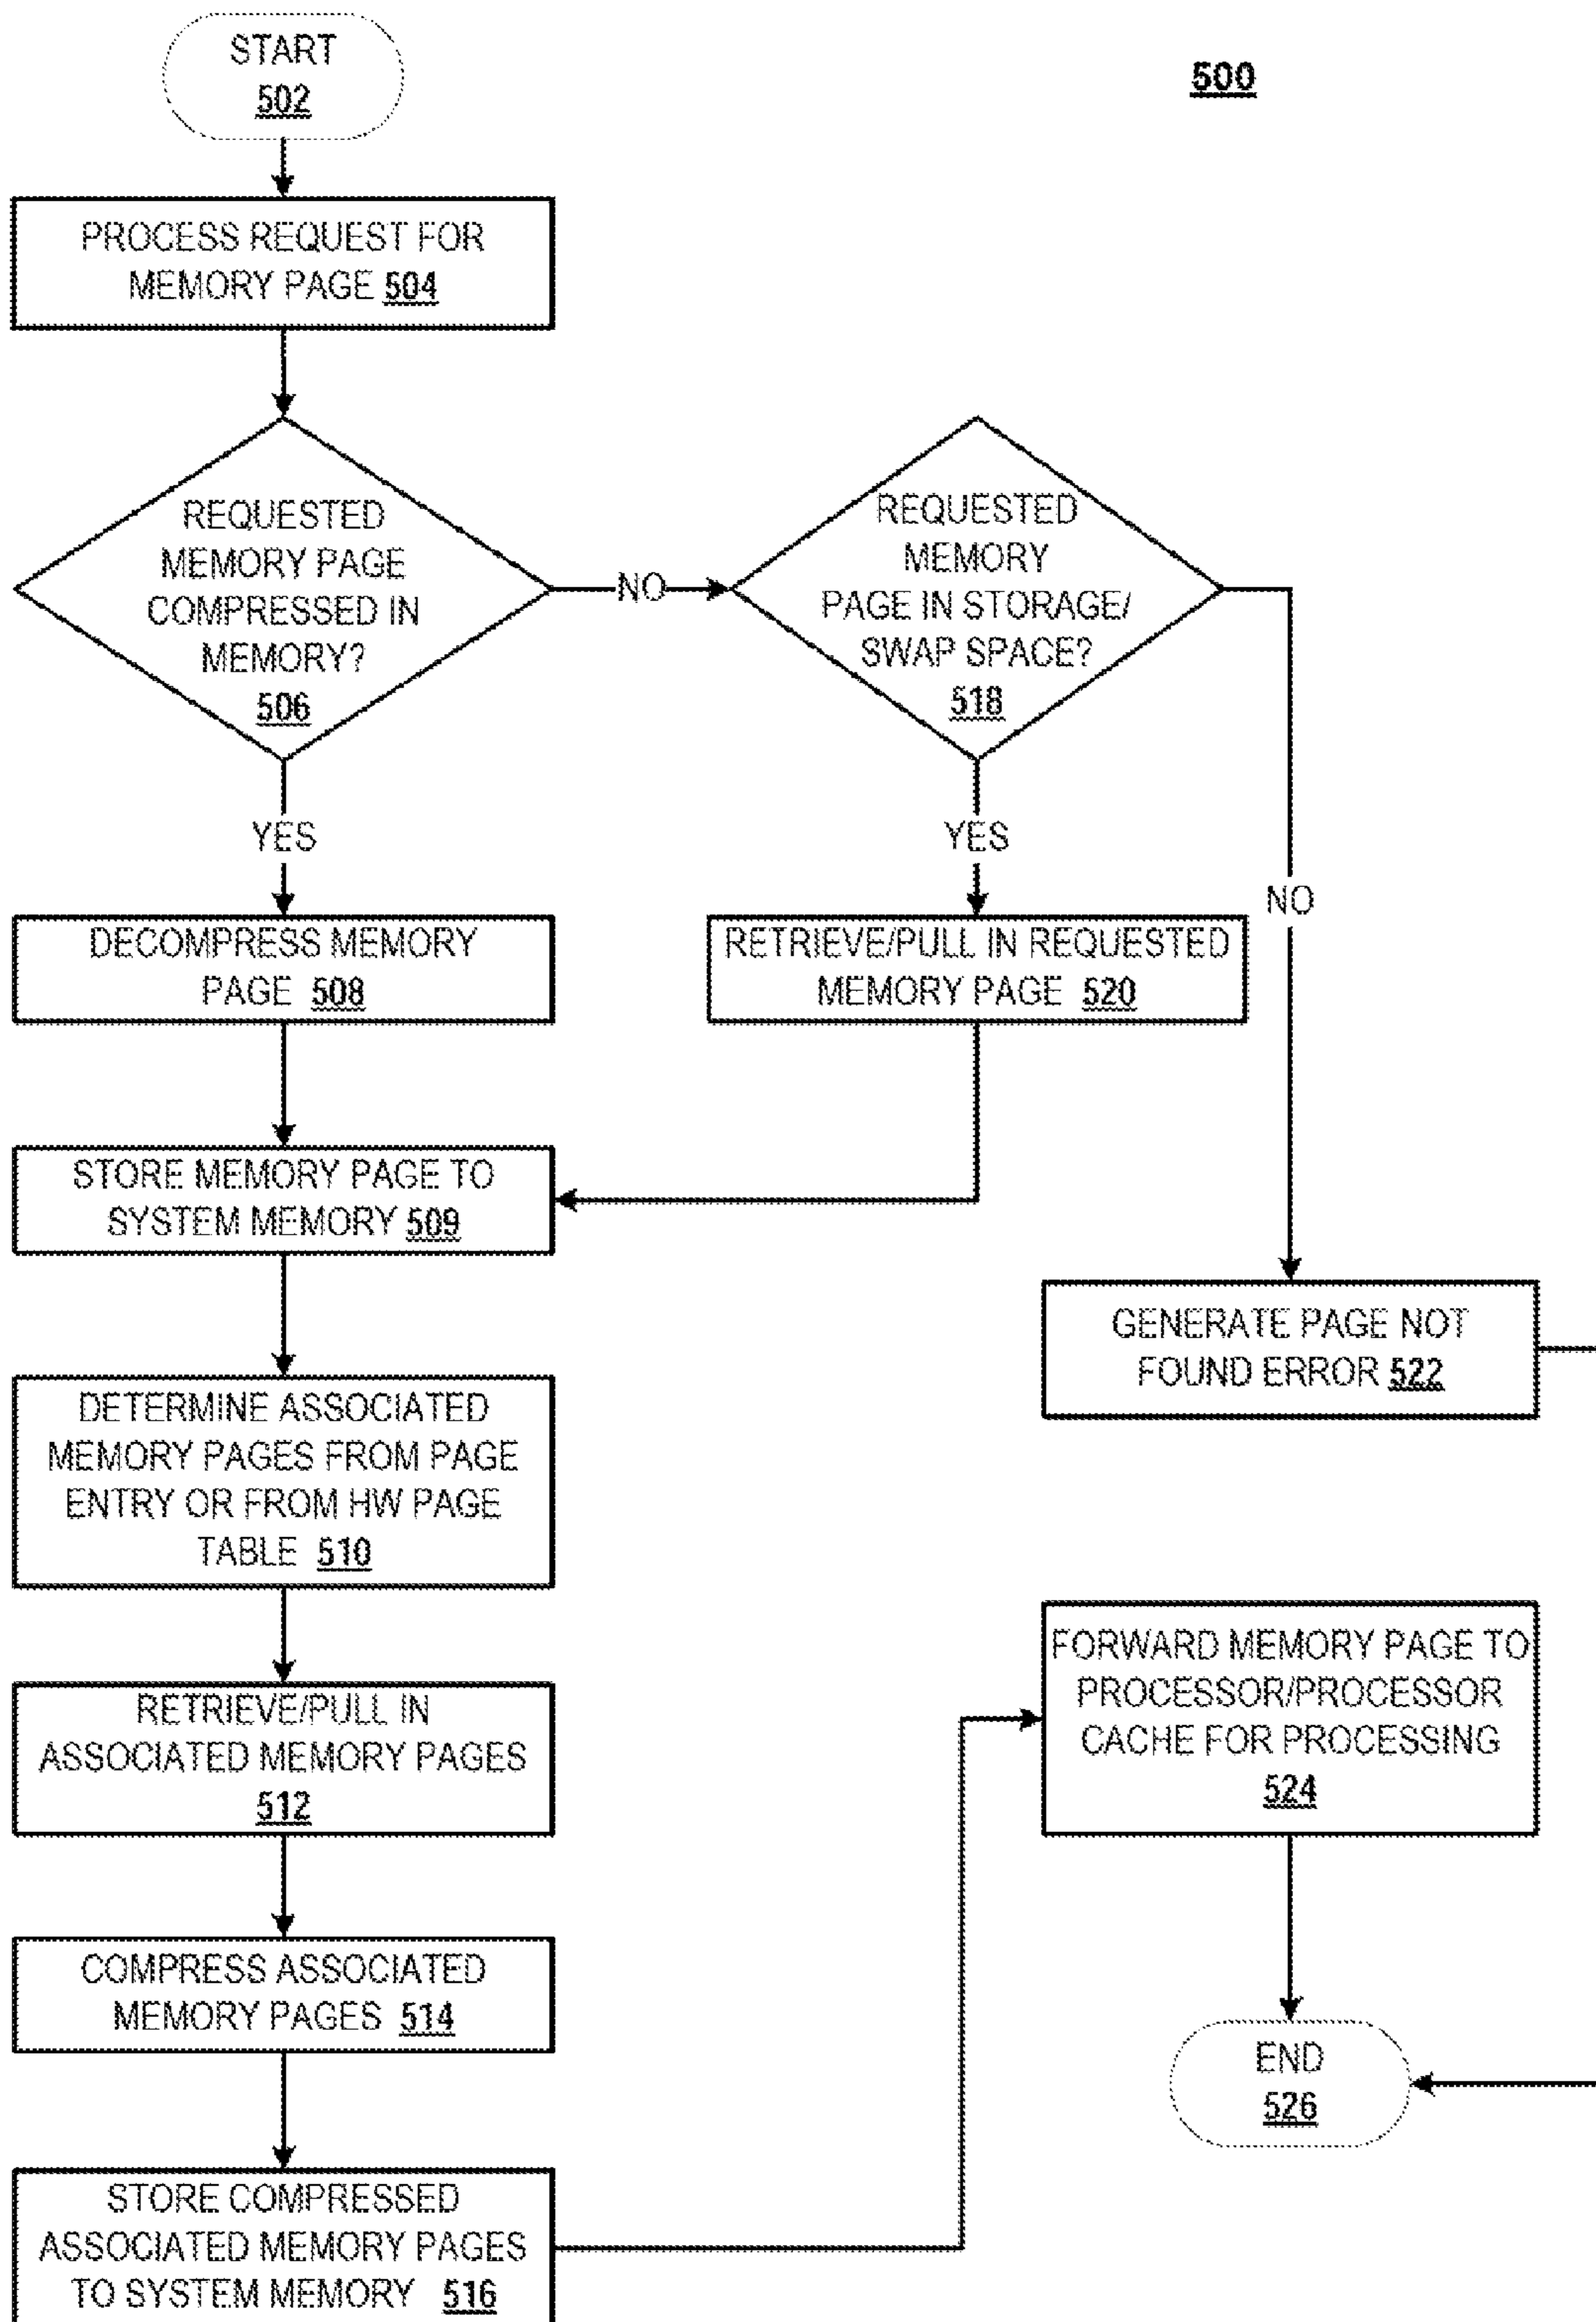 START
502
500
PROCESS REQUEST FOR
MEMORY PAGE 504
REQUESTED
MEMORY PAGE
COMPRESSED IN
MEMORY?
506
NO
REQUESTED
MEMORY
PAGE IN STORAGE/
SWAP SPACE?
518
YES
YES
NO
DECOMPRESS MEMORY
PAGE 508
RETRIEVE/PULL IN REQUESTED
MEMORY PAGE 520
STORE MEMORY PAGE TO
SYSTEM MEMORY 509
GENERATE PAGE NOT
FOUND ERROR 522
DETERMINE ASSOCIATED
MEMORY PAGES FROM PAGE
ENTRY OR FROM HW PAGE
TABLE 510
RETRIEVE/PULL IN
ASSOCIATED MEMORY PAGES
512
FORWARD MEMORY PAGE TO
PROCESSOR/PROCESSOR
CACHE FOR PROCESSING
524
COMPRESS ASSOCIATED
MEMORY PAGES 514
END
526
STORE COMPRESSED
ASSOCIATED MEMORY PAGES
TO SYSTEM MEMORY 516